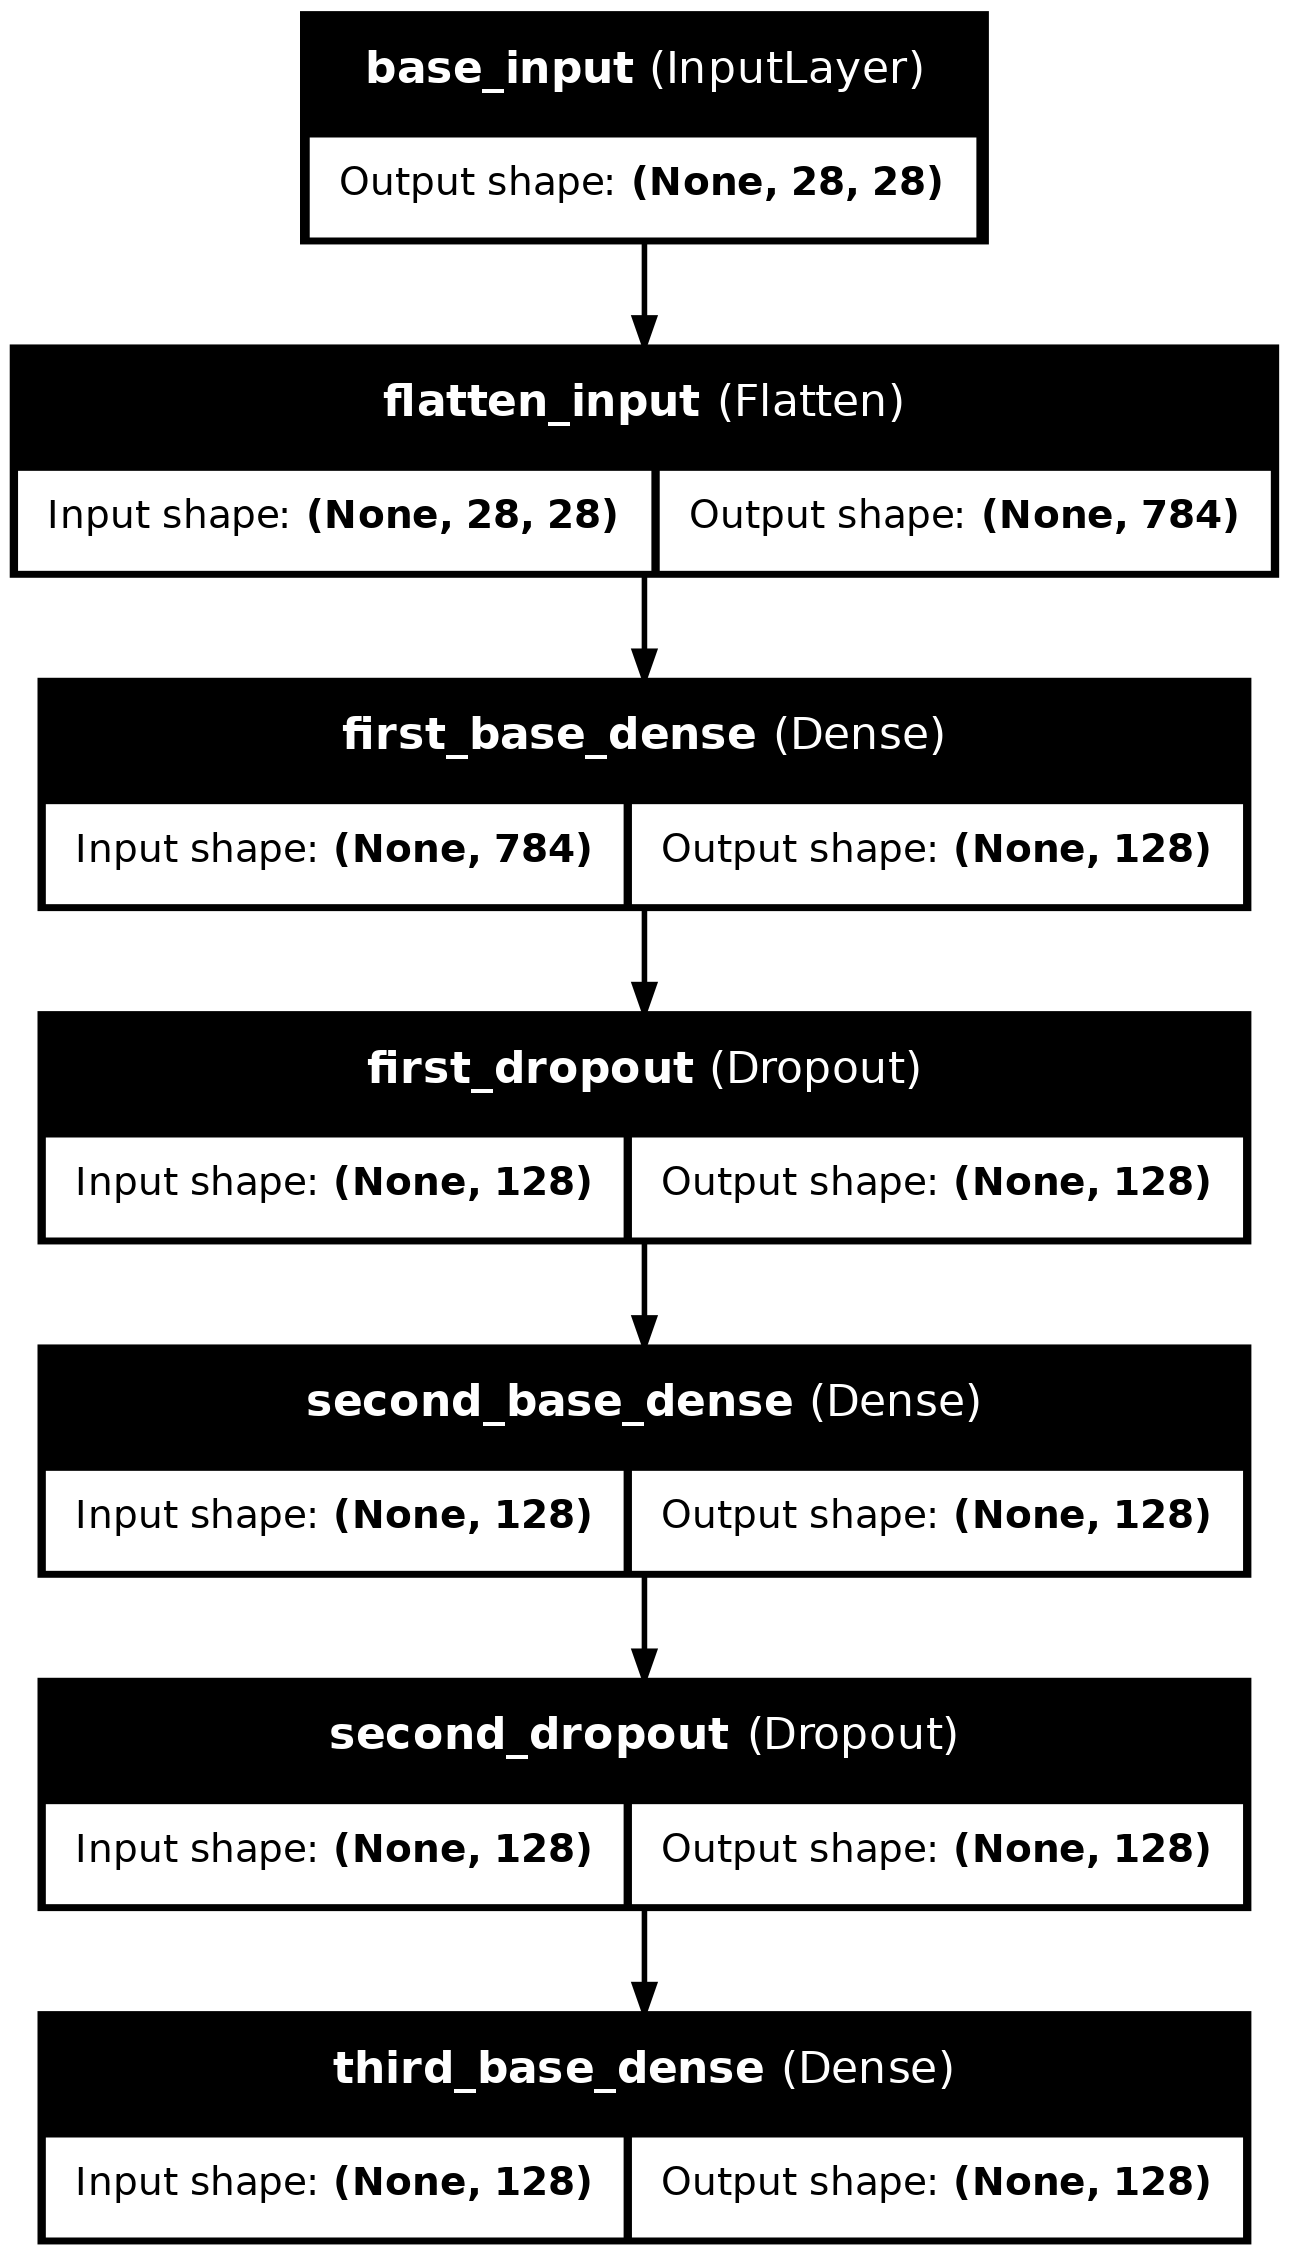 base_input (InputLayer)
Output shape: (None, 28, 28)
flatten_input (Flatten)
Input shape: (None, 28, 28) Output shape: (None, 784)
first_base_dense (Dense)
Input shape: (None, 784) Output shape: (None, 128)
first_dropout (Dropout)
Input shape: (None, 128) Output shape: (None, 128)
second_base_dense (Dense)
Input shape: (None, 128) Output shape: (None, 128)
second_dropout (Dropout)
Input shape: (None, 128) Output shape: (None, 128)
third_base_dense (Dense)
Input shape: (None, 128) Output shape: (None, 128)